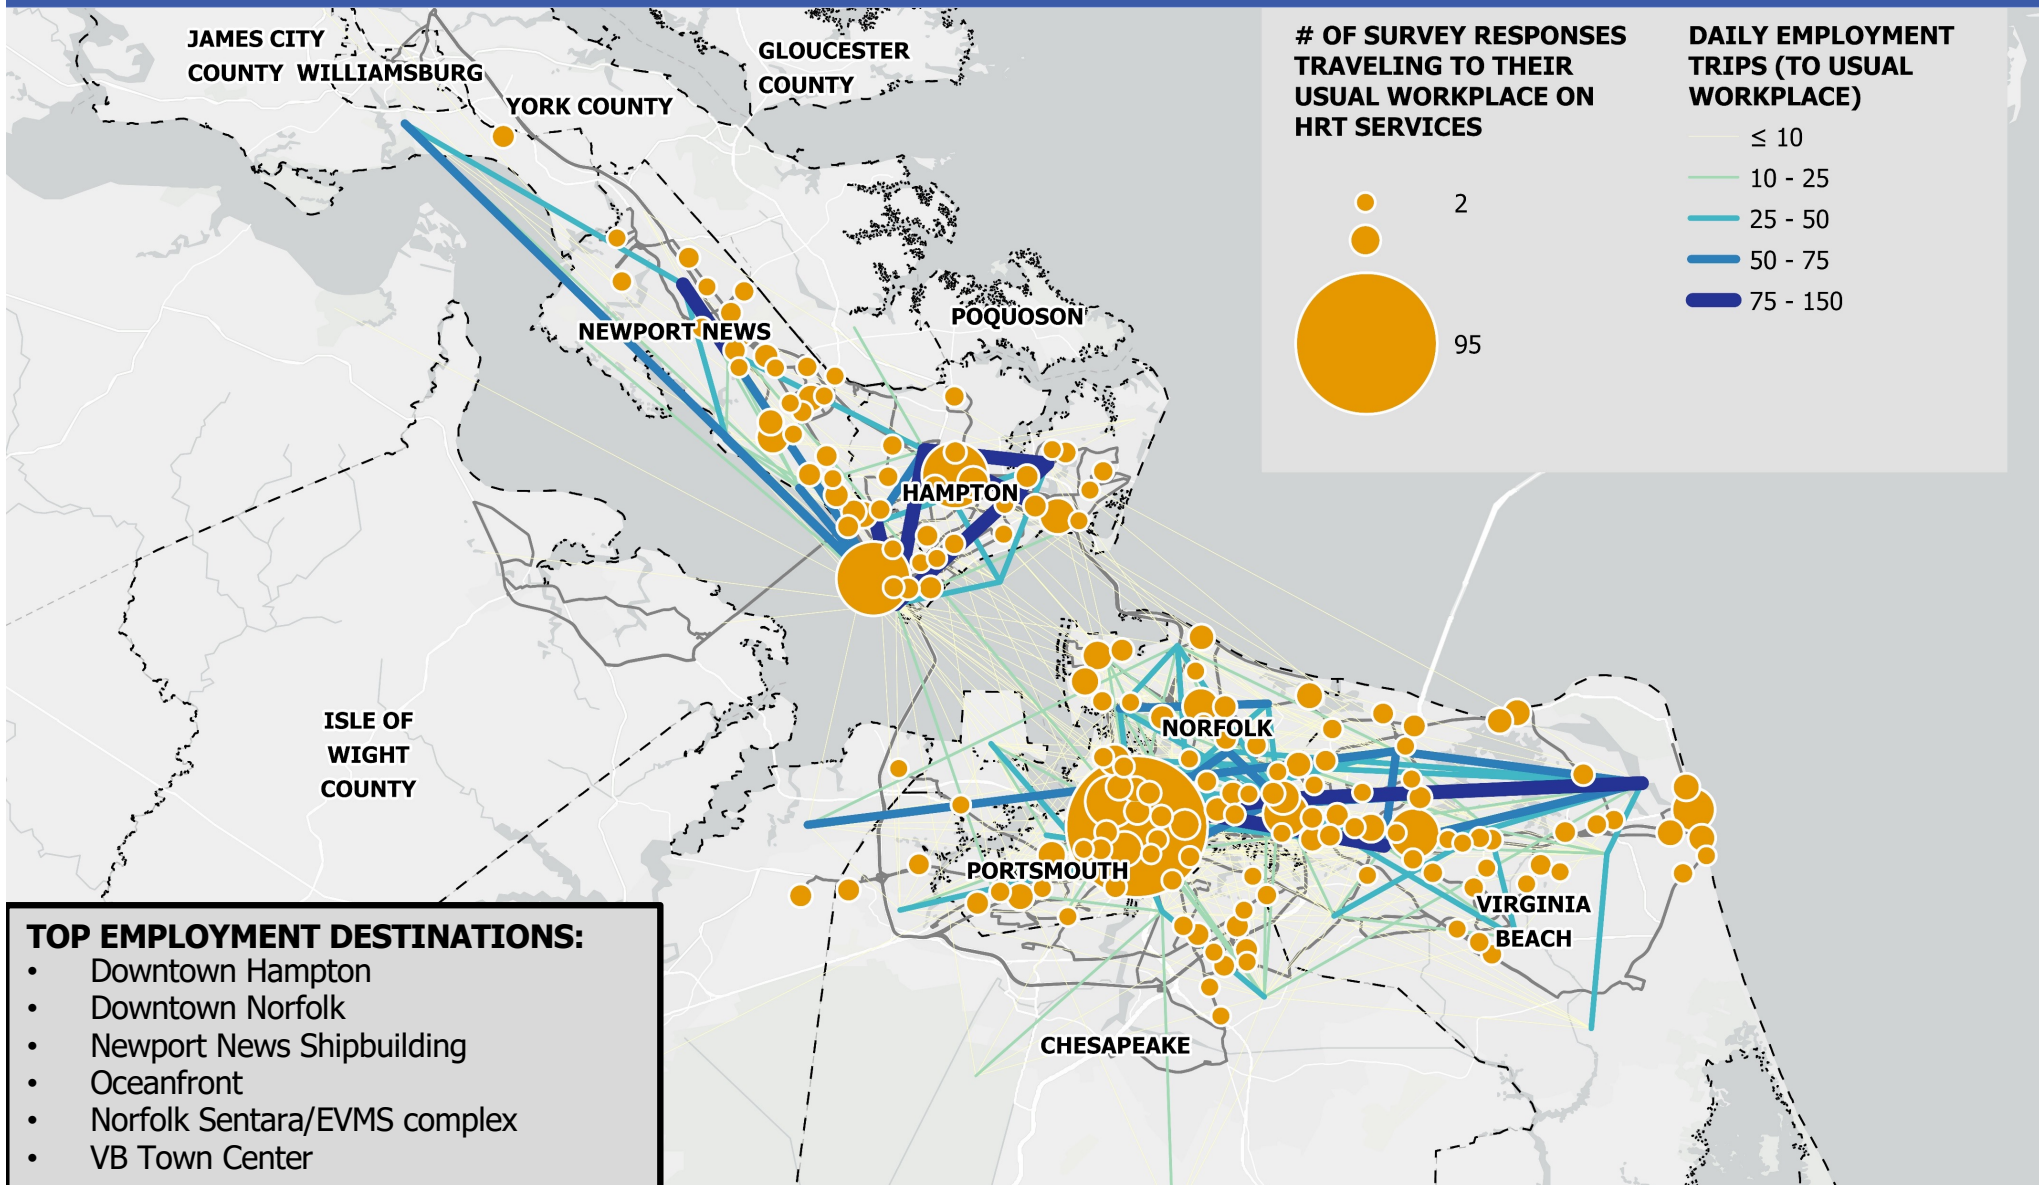 JAMES CITY
COUNTY
WILLIAMSBURG
YORK COUNTY
GLOUCESTER
COUNTY
# OF SURVEY RESPONSES
TRAVELING TO THEIR
USUAL WORKPLACE ON
HRT SERVICES
2
95
DAILY EMPLOYMENT
TRIPS (TO USUAL
WORKPLACE)
≤ 10
10 - 25
25 - 50
50 - 75
75 - 150
NEWPORT NEWS
POQUOSON
HAMPTON
ISLE OF
WIGHT
COUNTY
NORFOLK
PORTSMOUTH
VIRGINIA
BEACH
CHESAPEAKE
TOP EMPLOYMENT DESTINATIONS:
• Downtown Hampton
• Downtown Norfolk
• Newport News Shipbuilding
• Oceanfront
• Norfolk Sentara/EVMS complex
• VB Town Center